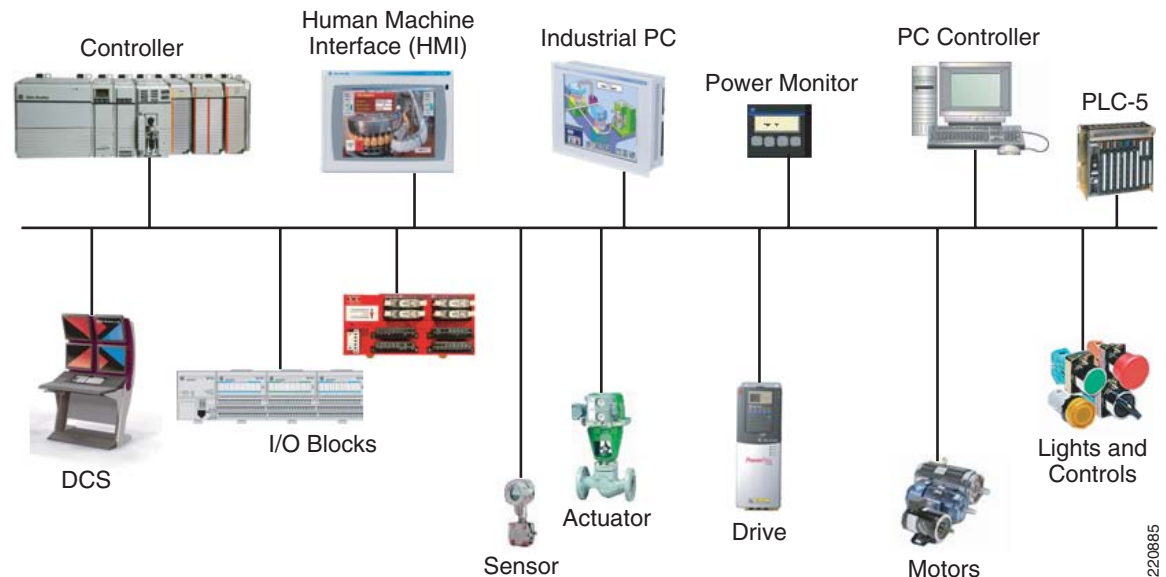 Controller
Human Machine
Interface (HMI)
Industrial PC
Power Monitor
PC Controller
PLC-5
DCS
I/O Blocks
Sensor
Actuator
Drive
Motors
Lights and
Controls
220885